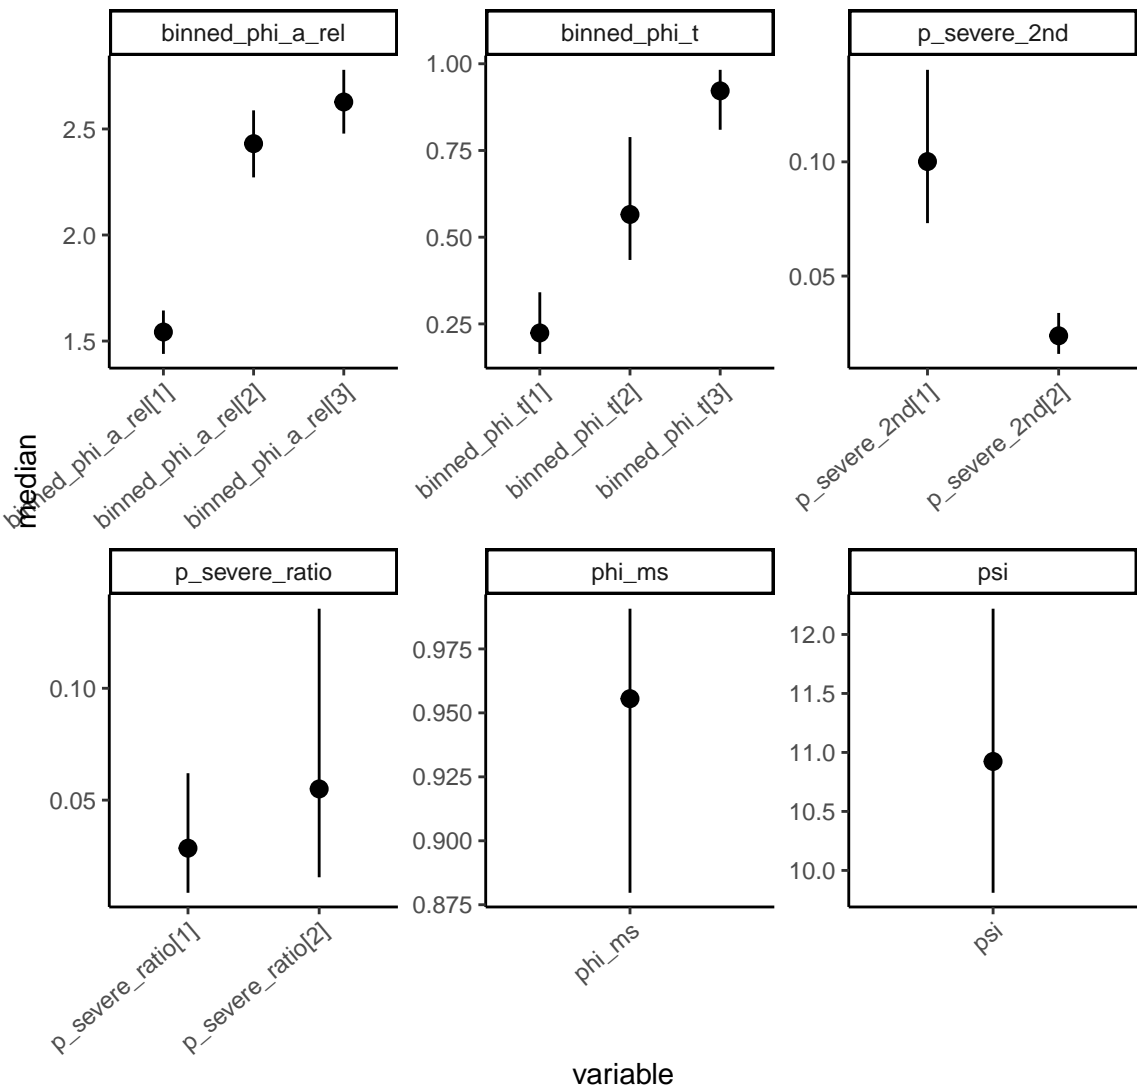 binned_phi_a_rel
binned_phi_t
p_severe_2nd
2.5
2.0
1.5
1.00
0.75
0.50
0.25
0.10
0.05
binned_phi_a_rel[1]
binned_phi_a_rel[2]
binned_phi_a_rel[3]
binned_phi_t[1]
binned_phi_t[2]
binned_phi_t[3]
p_severe_2nd[1]
p_severe_2nd[2]
median
p_severe_ratio
phi_ms
psi
0.10
0.05
0.975
0.950
0.925
0.900
0.875
12.0
11.5
11.0
10.5
10.0
p_severe_ratio[1]
p_severe_ratio[2]
phi_ms
psi
variable